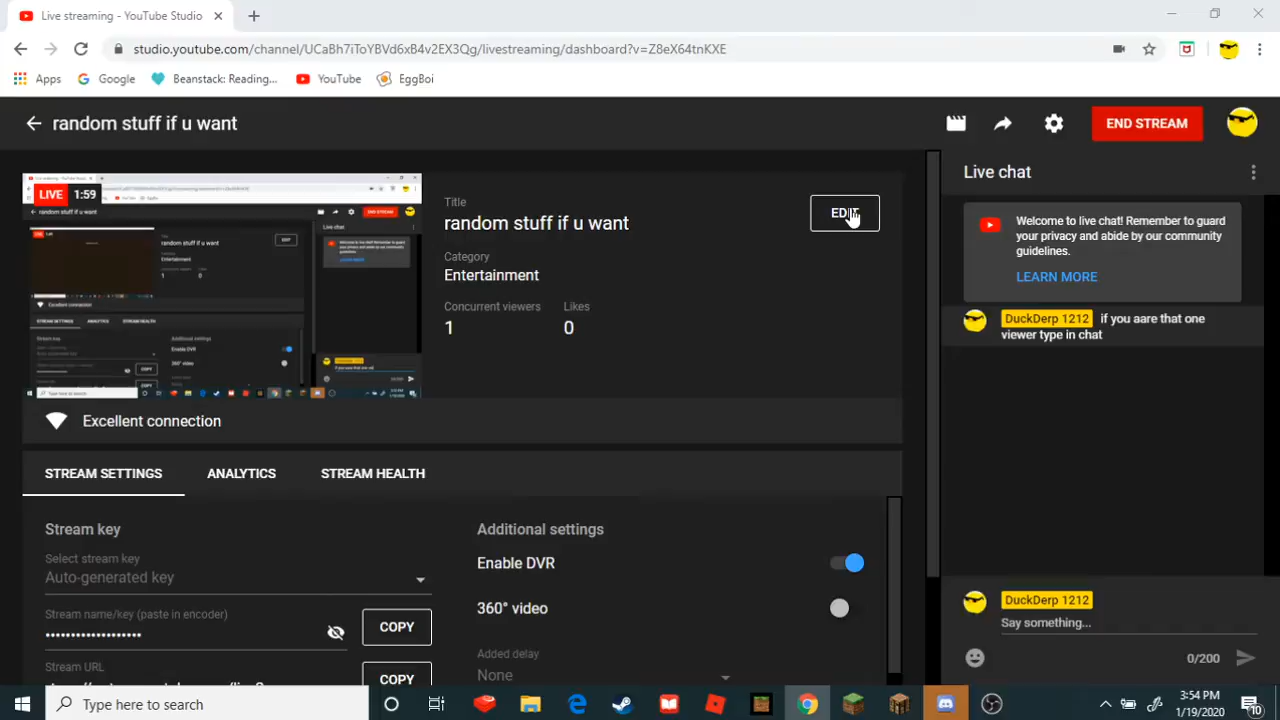 Live streaming - YouTube Studio
studio.youtube.com/channel/UCaBh7iToYBVd6xB4v2EX3Qg/livestreaming/dashboard?v=Z8eX64tnKXE
Apps Google Beanstack: Reading... YouTube EggBoi
random stuff if u want
END STREAM
LIVE 1:59
Title
random stuff if u want
EDIT
Category
Entertainment
Concurrent viewers Likes
1 0
Excellent connection
STREAM SETTINGS ANALYTICS STREAM HEALTH
Stream key
Select stream key
Auto-generated key
Stream name/key (paste in encoder)
COPY
Stream URL
COPY
Additional settings
Enable DVR
360° video
Added delay
None
Live chat
Welcome to live chat! Remember to guard
your privacy and abide by our community
guidelines.
LEARN MORE
DuckDerp 1212 if you aare that one
viewer type in chat
DuckDerp 1212
Say something...
0/200
Type here to search
3:54 PM
1/19/2020
10